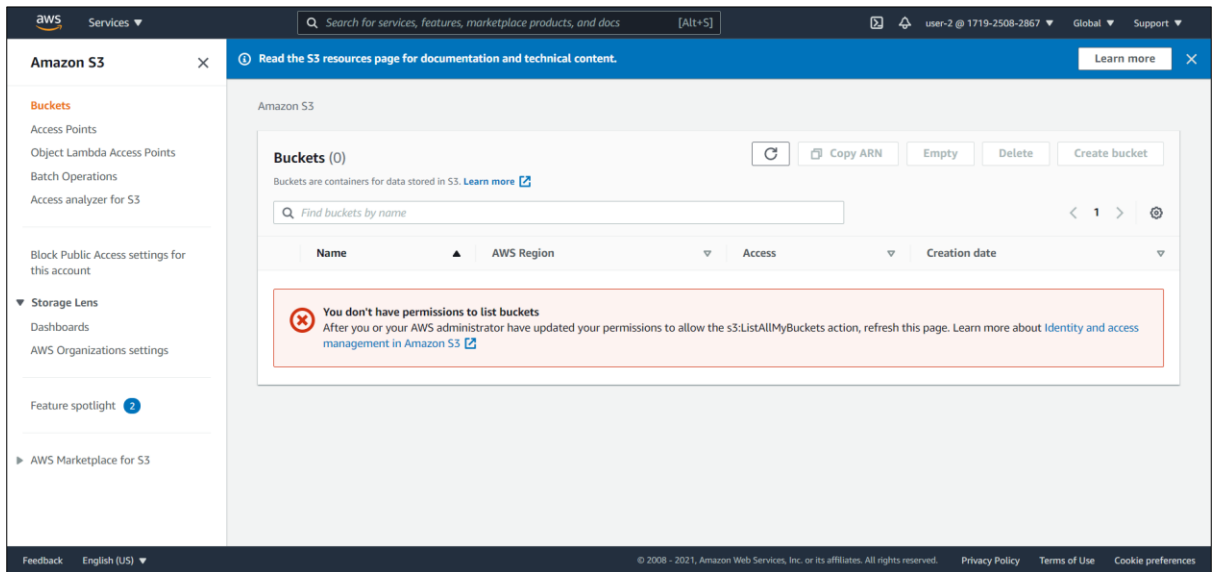 aws Services ▼ Search for services, features, marketplace products, and docs [Alt+S] user-2 @ 1719-2508-2867 ▼ Global ▼ Support ▼
Amazon S3
Read the S3 resources page for documentation and technical content. Learn more
Buckets
Access Points
Object Lambda Access Points
Batch Operations
Access analyzer for S3
Block Public Access settings for
this account
Storage Lens
Dashboards
AWS Organizations settings
Feature spotlight 2
AWS Marketplace for S3
Amazon S3
Buckets (0) Copy ARN Empty Delete Create bucket
Buckets are containers for data stored in S3. Learn more
Find buckets by name 1
Name AWS Region Access Creation date
You don't have permissions to list buckets
After you or your AWS administrator have updated your permissions to allow the s3:ListAllMyBuckets action, refresh this page. Learn more about Identity and access
management in Amazon S3
Feedback English (US) ▼ © 2008 - 2021, Amazon Web Services, Inc. or its affiliates. All rights reserved. Privacy Policy Terms of Use Cookie preferences